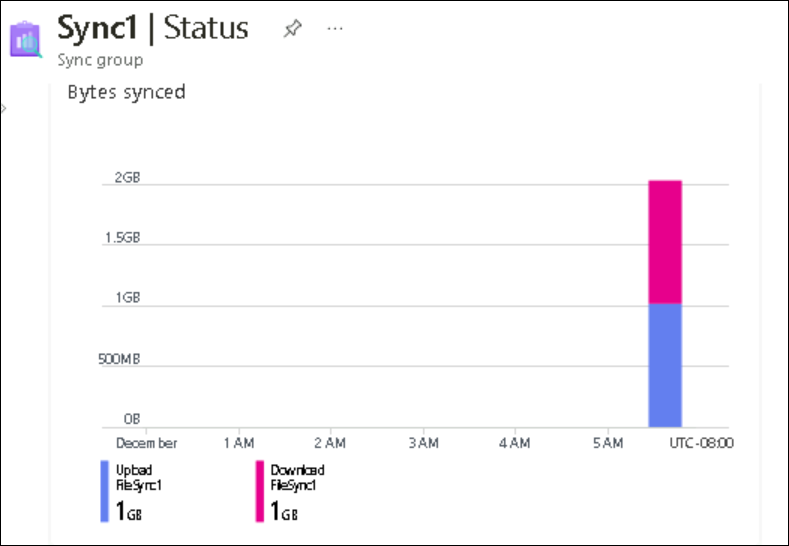 Sync1 | Status
Sync group
Bytes synced
2GB
1.5GB
1GB
500MB
0B
December 1 AM 2 AM 3 AM 4 AM 5 AM UTC-08:00
Upload Download
FileSync1 FileSync1
1GB 1GB